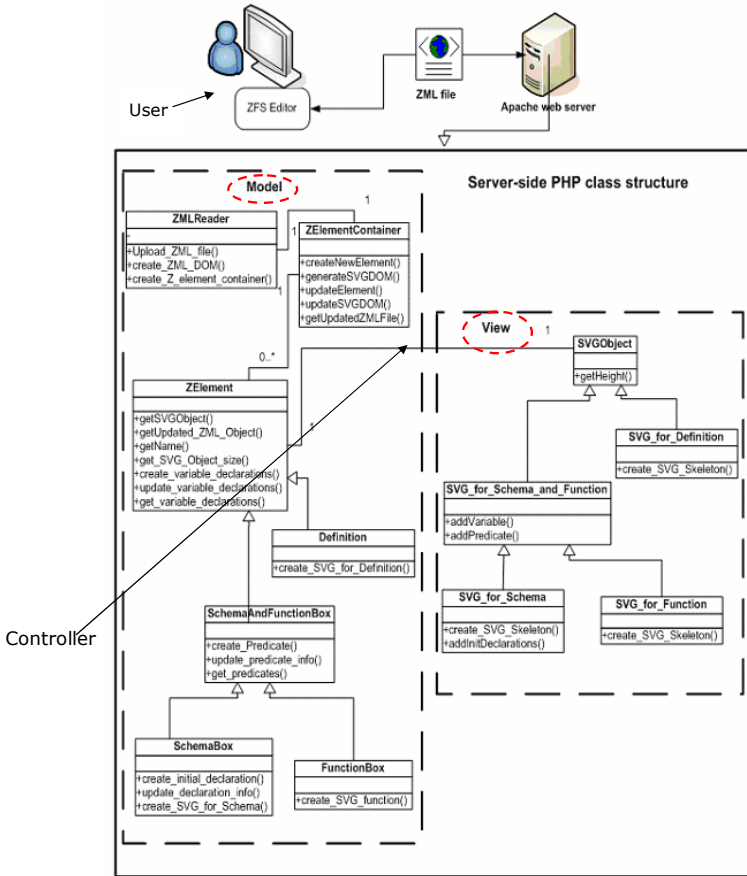 User
ZFS Editor
ZML file
Apache web server
Server-side PHP class structure
Model
ZMLReader
-
+Upload_ZML_file()
+create_ZML_DOM()
+create_Z_element_container()
1
1
ZElementContainer
+createNewElement()
+generateSVGDOM()
+updateElement()
+updateSVGDOM()
+getUpdatedZMLFile()
1
0..*
ZElement
+getSVGObject()
+getUpdated_ZML_Object()
+getName()
+get_SVG_Object_size()
+create_variable_declarations()
+update_variable_declarations()
+get_variable_declarations()
*
Definition
+create_SVG_for_Definition()
SchemaAndFunctionBox
+create_Predicate()
+update_predicate_info()
+get_predicates()
SchemaBox
+create_initial_declaration()
+update_declaration_info()
+create_SVG_for_Schema()
FunctionBox
+create_SVG_function()
Controller
View
1
SVGObject
+getHeight()
SVG_for_Definition
+create_SVG_Skeleton()
SVG_for_Schema_and_Function
+addVariable()
+addPredicate()
SVG_for_Schema
+create_SVG_Skeleton()
+addInitDeclarations()
SVG_for_Function
+create_SVG_Skeleton()